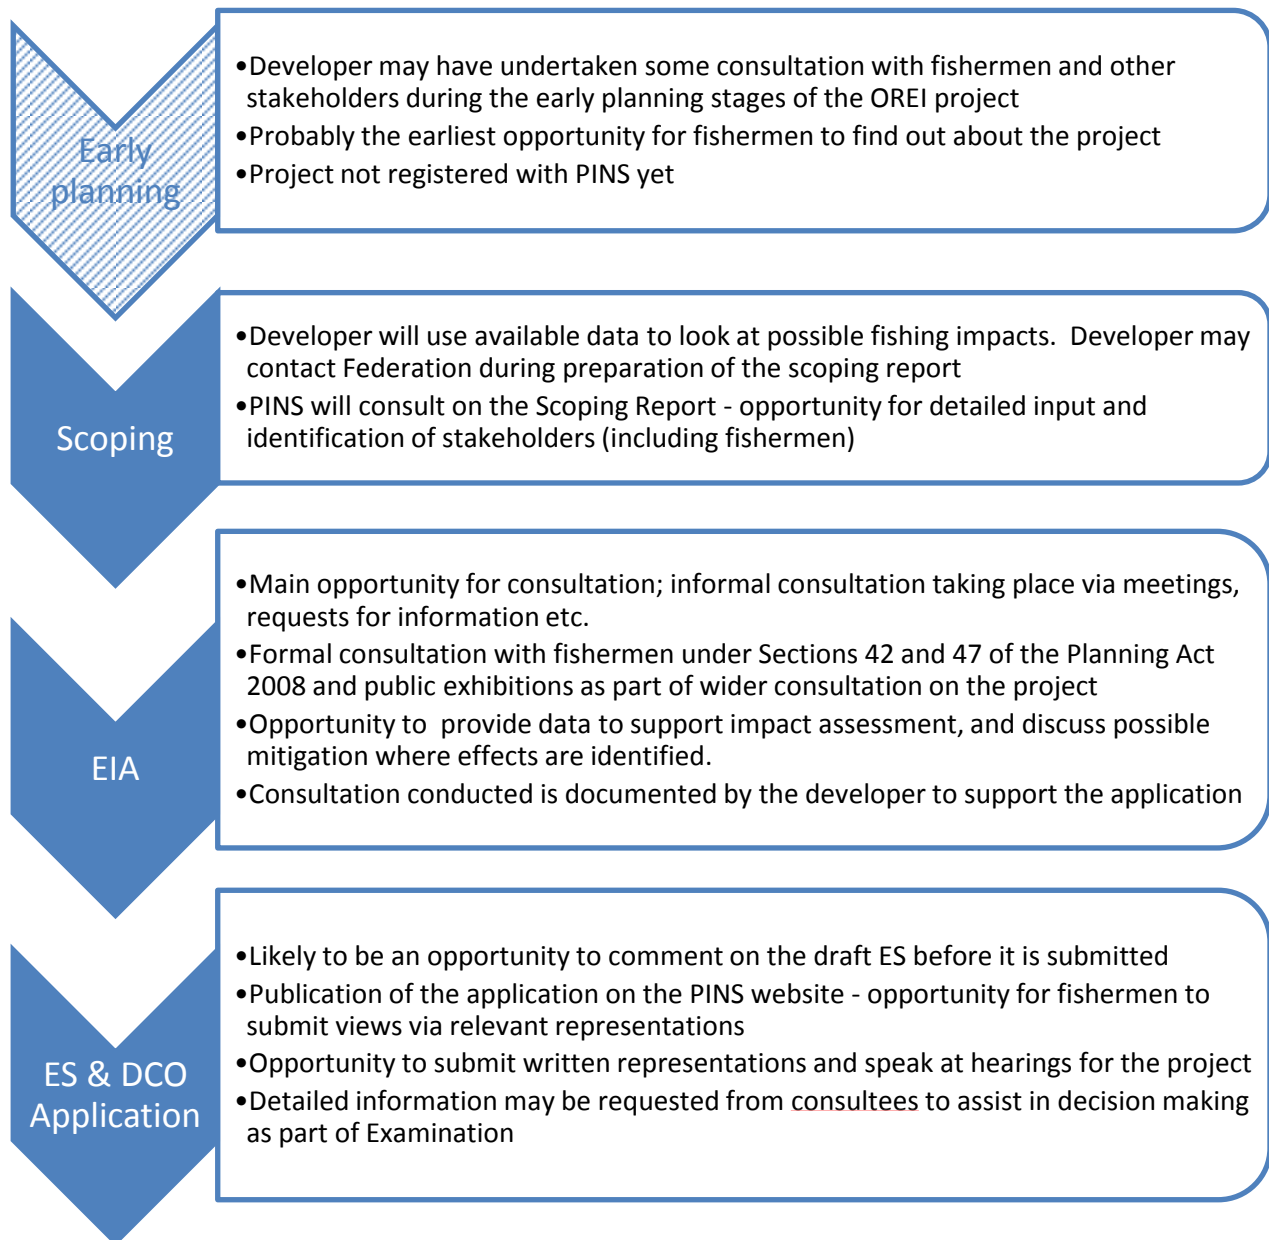 Early
planning
•Developer may have undertaken some consultation with fishermen and other
stakeholders during the early planning stages of the OREI project
•Probably the earliest opportunity for fishermen to find out about the project
•Project not registered with PINS yet
Scoping
•Developer will use available data to look at possible fishing impacts.  Developer may
contact Federation during preparation of the scoping report
•PINS will consult on the Scoping Report - opportunity for detailed input and
identification of stakeholders (including fishermen)
EIA
•Main opportunity for consultation; informal consultation taking place via meetings,
requests for information etc.
•Formal consultation with fishermen under Sections 42 and 47 of the Planning Act
2008 and public exhibitions as part of wider consultation on the project
•Opportunity to  provide data to support impact assessment, and discuss possible
mitigation where effects are identified.
•Consultation conducted is documented by the developer to support the application
ES & DCO
Application
•Likely to be an opportunity to comment on the draft ES before it is submitted
•Publication of the application on the PINS website - opportunity for fishermen to
submit views via relevant representations
•Opportunity to submit written representations and speak at hearings for the project
•Detailed information may be requested from consultees to assist in decision making
as part of Examination